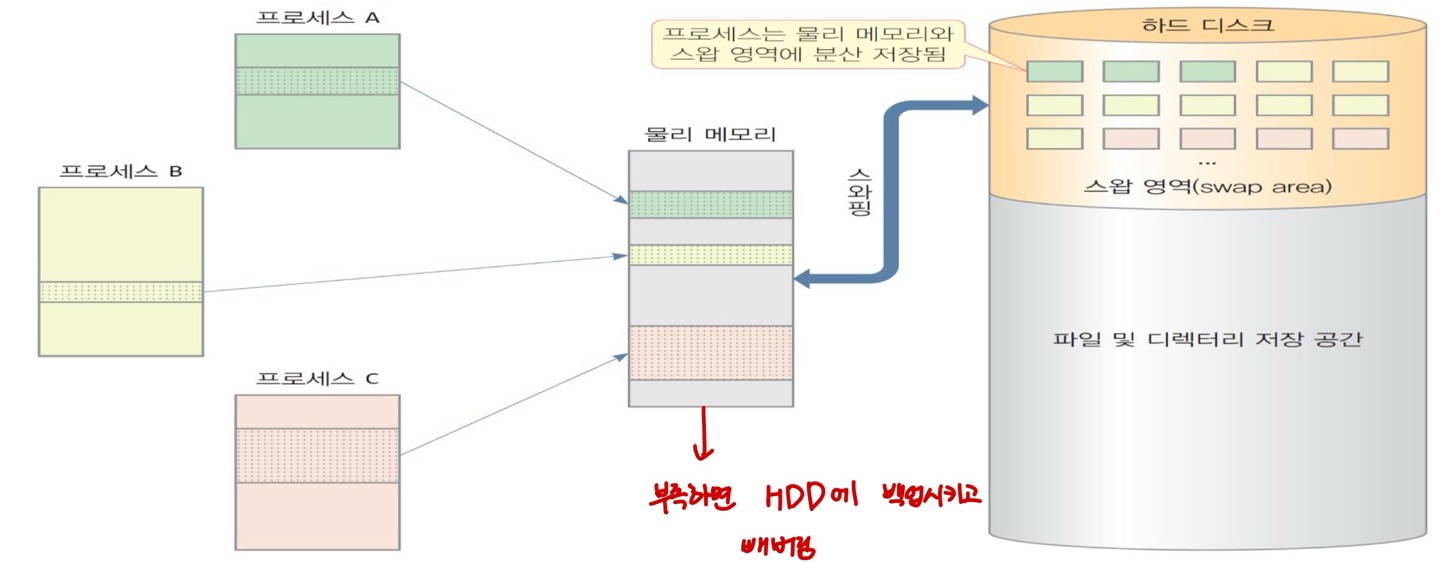 프로세스 A
프로세스는 물리 메모리와
스왑 영역에 분산 저장됨
하드 디스크
물리 메모리
프로세스 B
스와핑
...
스왑 영역(swap area)
파일 및 디렉터리 저장 공간
프로세스 C
부족하면 HDD에 백업시키고
빼버림